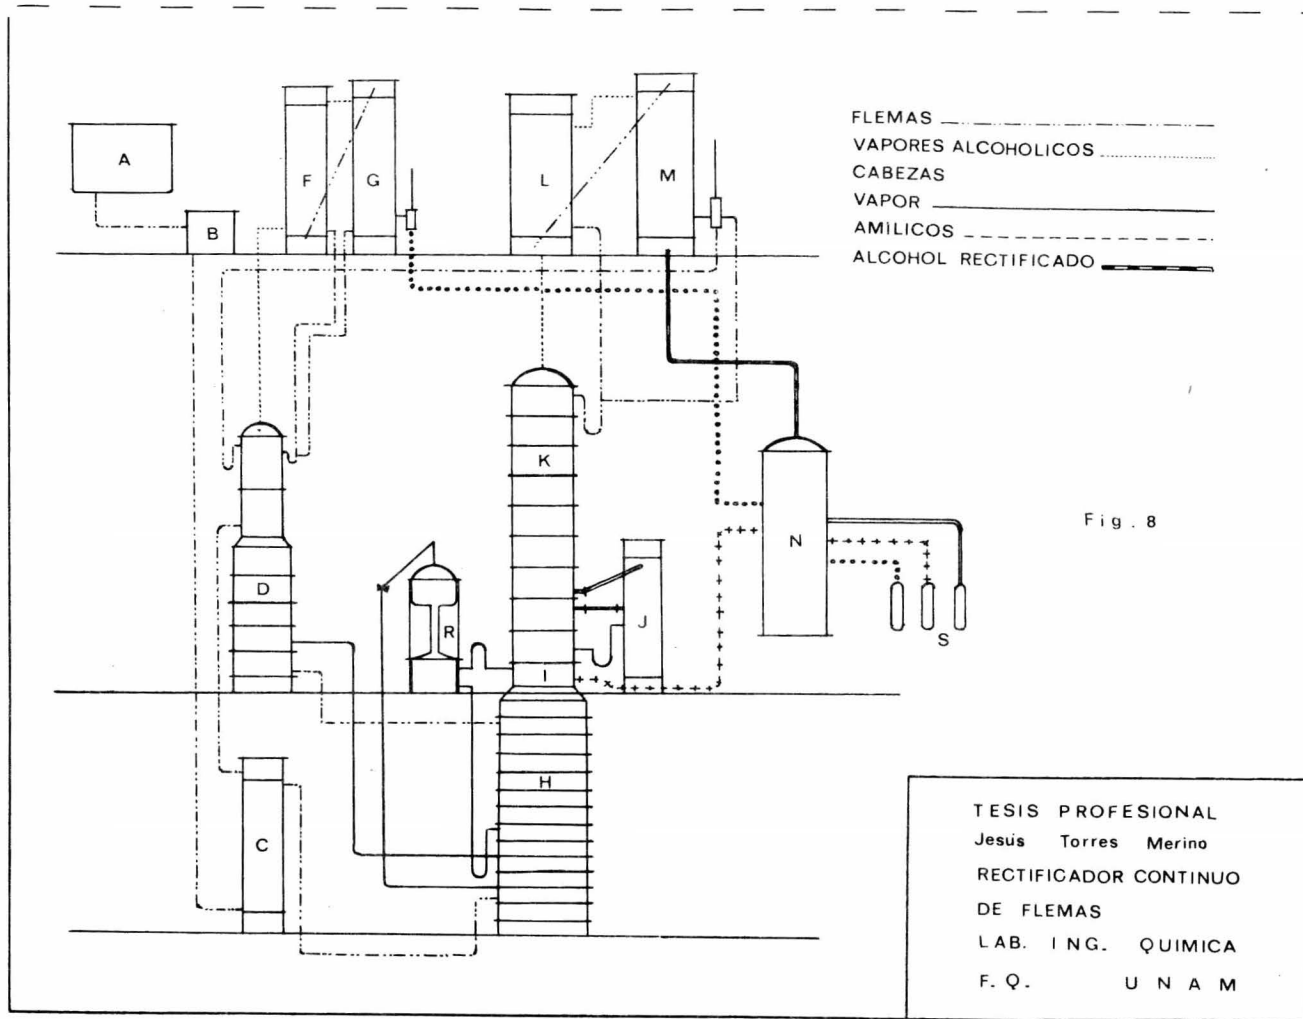 A
B
F
G
L
M
FLEMAS
VAPORES ALCOHOLICOS
CABEZAS
VAPOR
AMILICOS
ALCOHOL RECTIFICADO
K
D
R
I
J
N
S
Fig. 8
H
C
TESIS PROFESIONAL
Jesús Torres Merino
RECTIFICADOR CONTINUO
DE FLEMAS
LAB. ING. QUIMICA
F.Q. UNAM